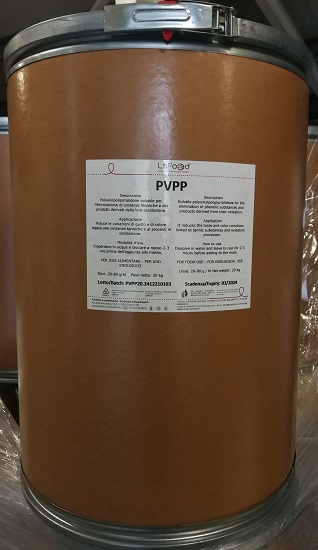 LnFood
PVPP
Descrizione
Polivinilpolipirrolidone solubile per
l'eliminazione di sostanze fenoliche e dei
prodotti derivati dalla loro ossidazione.
Applicazione
Riduce le variazioni di gusto e di colore
legate alle sostanze tanniche e ai processi di
ossidazione.
Modalità d'uso
Disperdere in acqua e lasciare a riposo 2-3
ore prima dell'aggiunta alla massa.
PER USO ALIMENTARE - PER USO
ENOLOGICO
Dose: 20-80 g/hl Peso netto: 20 kg
Lotto/Batch: PVPP20.2412210103
Description
Soluble polyvinylpolypyrrolidone for the
elimination of phenolic substances and
products derived from their oxidation.
Application
It reduces the taste and color variations
linked to tannic substances and oxidation
processes.
How to use
Dissolve in water and leave to rest for 2-3
hours before adding to the mass.
FOR FOOD USE - FOR ENOLOGICAL USE
Dose: 20-80 g / hl Net weight: 20 kg
Scadenza/Expiry: 03/2024